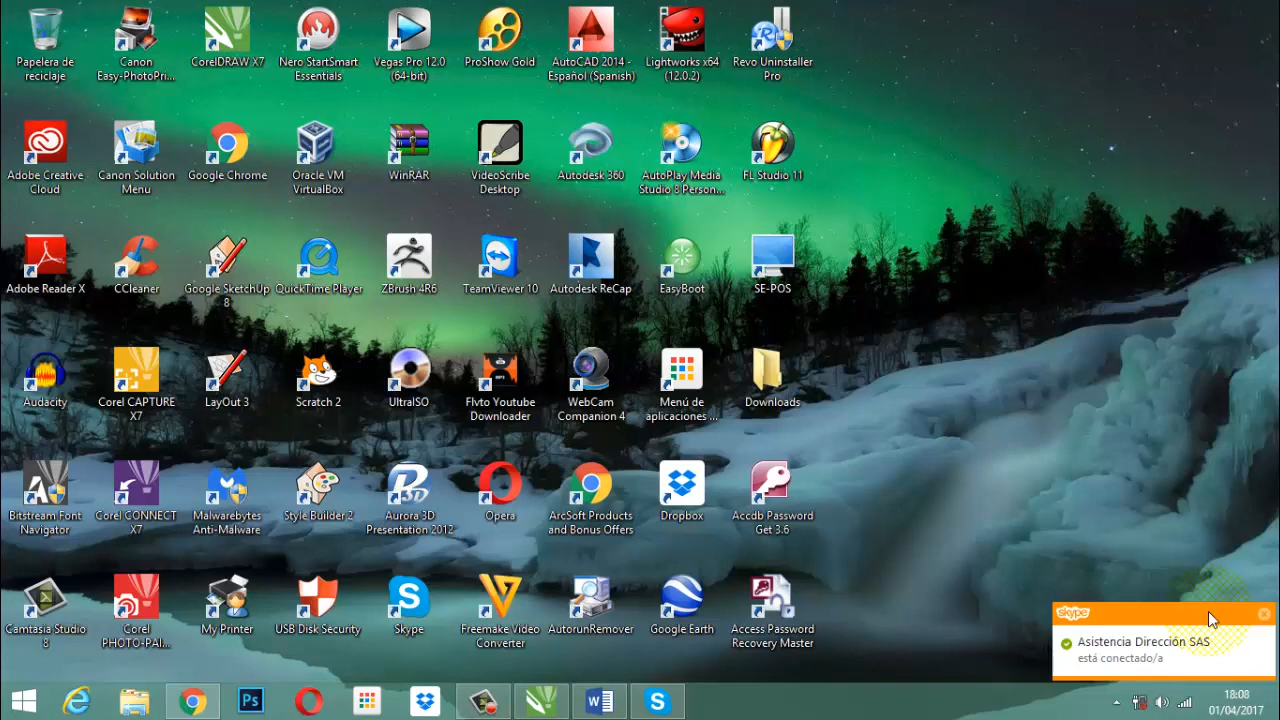 Papelera de
reciclaje
Canon
Easy-PhotoPri...
CorelDRAW X7
Nero StartSmart
Essentials
Vegas Pro 12.0
(64-bit)
ProShow Gold
AutoCAD 2014 -
Español (Spanish)
Lightworks x64
(12.0.2)
Revo Uninstaller
Pro
Adobe Creative
Cloud
Canon Solution
Menu
Google Chrome
Oracle VM
VirtualBox
WinRAR
VideoScribe
Desktop
Autodesk 360
AutoPlay Media
Studio 8 Person...
FL Studio 11
Adobe Reader X
CCleaner
Google SketchUp
8
QuickTime Player
ZBrush 4R6
TeamViewer 10
Autodesk ReCap
EasyBoot
SE-POS
Audacity
Corel CAPTURE
X7
LayOut 3
Scratch 2
UltraISO
Flvto Youtube
Downloader
WebCam
Companion 4
Menú de
aplicaciones ...
Downloads
Bitstream Font
Navigator
Corel CONNECT
X7
Malwarebytes
Anti-Malware
Style Builder 2
Aurora 3D
Presentation 2012
Opera
ArcSoft Products
and Bonus Offers
Dropbox
Accdb Password
Get 3.6
Camtasia Studio
8
Corel
PHOTO-PAI...
My Printer
USB Disk Security
Skype
Freemake Video
Converter
AutorunRemover
Google Earth
Access Password
Recovery Master
skype
Asistencia Dirección SAS
está conectado/a
Ps
18:08
01/04/2017